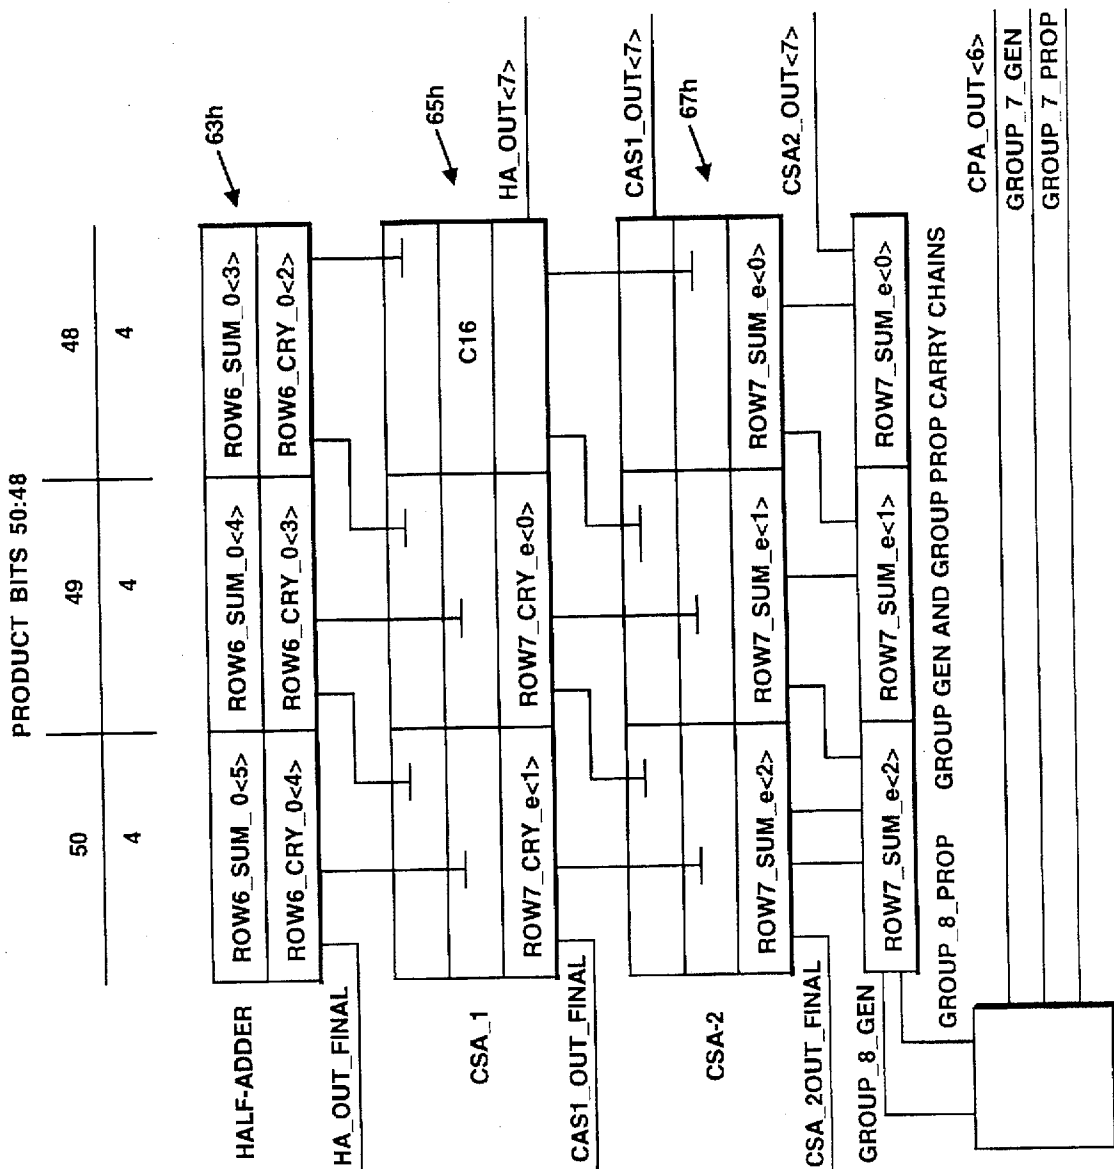 PRODUCT BITS 50:48
50 49 48
4 4 4
63h
HALF-ADDER
ROW6_SUM_0<5> ROW6_SUM_0<4> ROW6_SUM_0<3>
ROW6_CRY_0<4> ROW6_CRY_0<3> ROW6_CRY_0<2>
HA_OUT_FINAL
65h
CSA_1
C16
ROW7_CRY_e<1> ROW7_CRY_e<0>
HA_OUT<7>
CAS1_OUT_FINAL
CAS1_OUT<7>
67h
CSA-2
ROW7_SUM_e<2> ROW7_SUM_e<1> ROW7_SUM_e<0>
CSA_2OUT_FINAL
CSA2_OUT<7>
GROUP_8_GEN
ROW7_SUM_e<2> ROW7_SUM_e<1> ROW7_SUM_e<0>
GROUP_8_PROP
GROUP GEN AND GROUP PROP CARRY CHAINS
CPA_OUT<6>
GROUP_7_GEN
GROUP_7_PROP